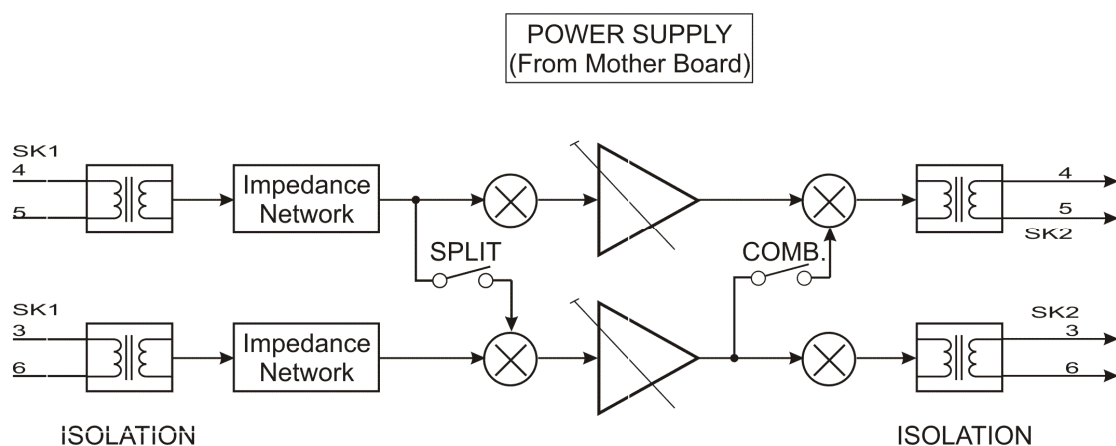 POWER SUPPLY
(From Mother Board)
SK1
4
5
Impedance
Network
SPLIT
COMB.
4
5
SK2
SK1
3
6
Impedance
Network
SK2
3
6
ISOLATION
ISOLATION